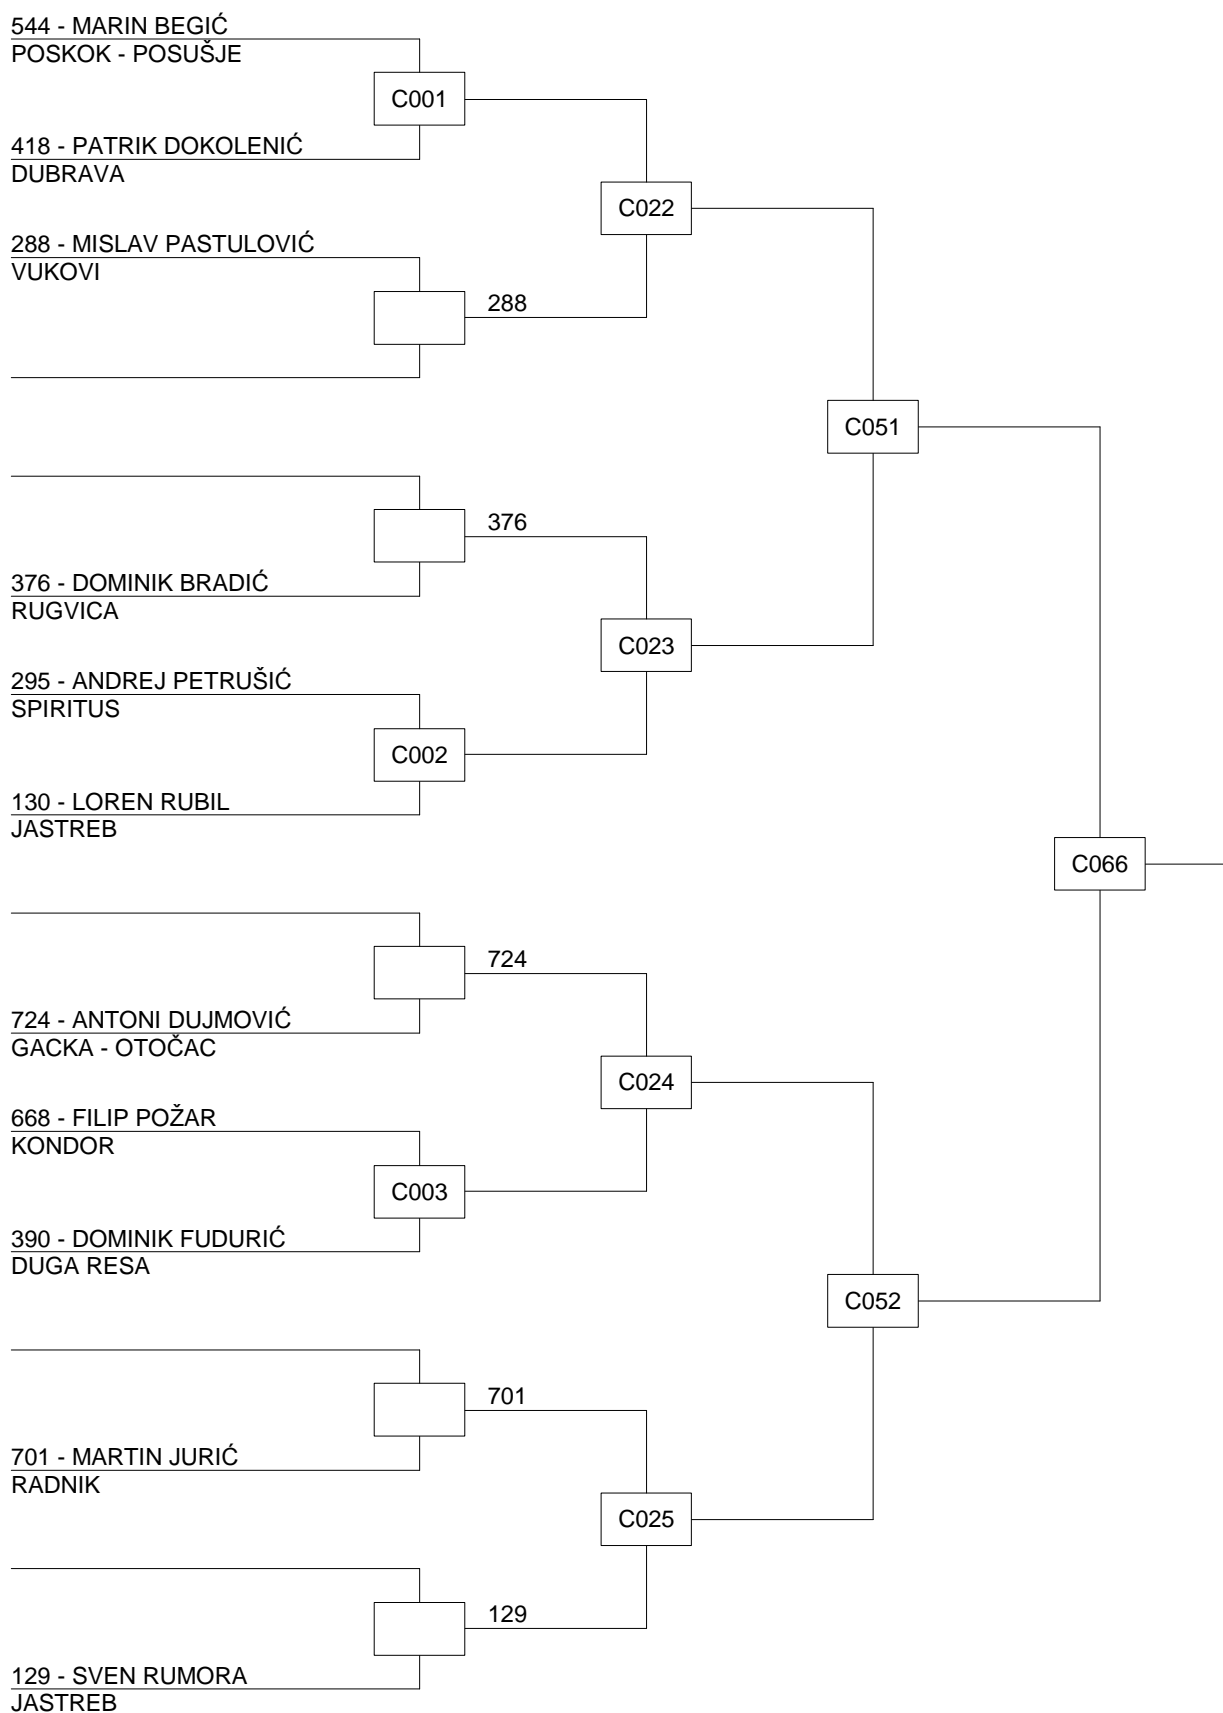 544 - MARIN BEGIĆ
POSKOK - POSUŠJE
C001
418 - PATRIK DOKOLENIĆ
DUBRAVA
C022
288 - MISLAV PASTULOVIĆ
VUKOVI
288
C051
376
376 - DOMINIK BRADIĆ
RUGVICA
C023
295 - ANDREJ PETRUŠIĆ
SPIRITUS
C002
130 - LOREN RUBIL
JASTREB
C066
724
724 - ANTONI DUJMOVIĆ
GACKA - OTOČAC
C024
668 - FILIP POŽAR
KONDOR
C003
390 - DOMINIK FUDURIĆ
DUGA RESA
C052
701
701 - MARTIN JURIĆ
RADNIK
C025
129
129 - SVEN RUMORA
JASTREB